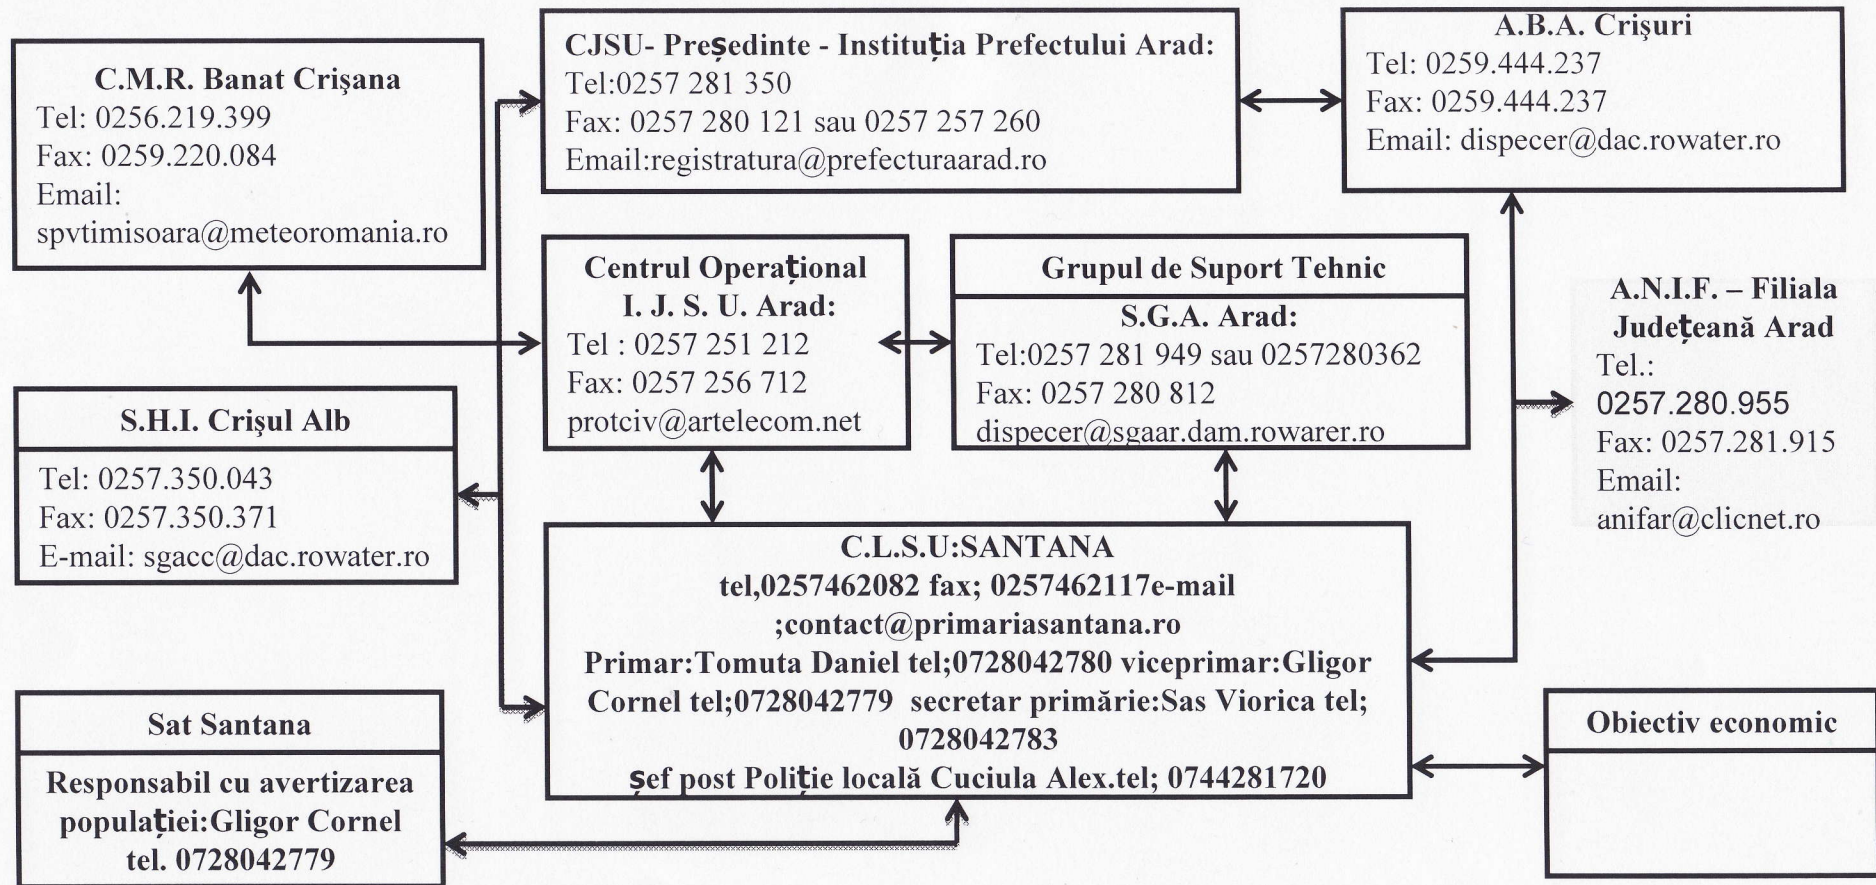 C.M.R. Banat Crişana
Tel: 0256.219.399
Fax: 0259.220.084
Email:
spvtimisoara@meteoromania.ro
CJSU- Preşedinte - Instituţia Prefectului Arad:
Tel:0257 281 350
Fax: 0257 280 121 sau 0257 257 260
Email:registratura@prefecturaarad.ro
A.B.A. Crişuri
Tel: 0259.444.237
Fax: 0259.444.237
Email: dispecer@dac.rowater.ro
Centrul Operaţional
I. J. S. U. Arad:
Tel : 0257 251 212
Fax: 0257 256 712
protciv@artelecom.net
Grupul de Suport Tehnic
S.G.A. Arad:
Tel:0257 281 949 sau 0257280362
Fax: 0257 280 812
dispecer@sgaar.dam.rowarer.ro
A.N.I.F. – Filiala
Judeţeană Arad
Tel.:
0257.280.955
Fax: 0257.281.915
Email:
anifar@clicnet.ro
S.H.I. Crişul Alb
Tel: 0257.350.043
Fax: 0257.350.371
E-mail: sgacc@dac.rowater.ro
C.L.S.U:SANTANA
tel,0257462082 fax; 0257462117e-mail
;contact@primariasantana.ro
Primar:Tomuta Daniel tel;0728042780 viceprimar:Gligor
Cornel tel;0728042779 secretar primărie:Sas Viorica tel;
0728042783
şef post Poliţie locală Cuciula Alex.tel; 0744281720
Sat Santana
Responsabil cu avertizarea
populaţiei:Gligor Cornel
tel. 0728042779
Obiectiv economic